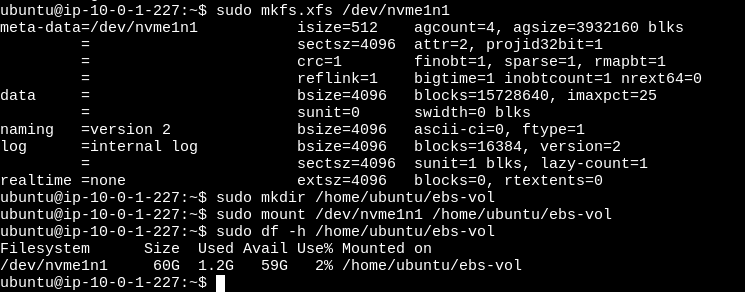 ubuntu@ip-10-0-1-227:~$ sudo mkfs.xfs /dev/nvme1n1
meta-data=/dev/nvme1n1           isize=512    agcount=4, agsize=3932160 blks
         =                       sectsz=4096  attr=2, projid32bit=1
         =                       crc=1        finobt=1, sparse=1, rmapbt=1
         =                       reflink=1    bigtime=1 inobtcount=1 nrext64=0
data     =                       bsize=4096   blocks=15728640, imaxpct=25
         =                       sunit=0      swidth=0 blks
naming   =version 2              bsize=4096   ascii-ci=0, ftype=1
log      =internal log           bsize=4096   blocks=16384, version=2
         =                       sectsz=4096  sunit=1 blks, lazy-count=1
realtime =none                   extsz=4096   blocks=0, rtextents=0
ubuntu@ip-10-0-1-227:~$ sudo mkdir /home/ubuntu/ebs-vol
ubuntu@ip-10-0-1-227:~$ sudo mount /dev/nvme1n1 /home/ubuntu/ebs-vol
ubuntu@ip-10-0-1-227:~$ sudo df -h /home/ubuntu/ebs-vol
Filesystem      Size  Used Avail Use% Mounted on
/dev/nvme1n1     60G  1.2G   59G   2% /home/ubuntu/ebs-vol
ubuntu@ip-10-0-1-227:~$